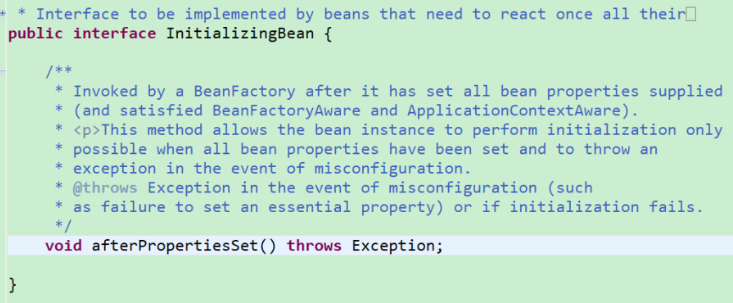 * Interface to be implemented by beans that need to react once all their
public interface InitializingBean {
/**
* Invoked by a BeanFactory after it has set all bean properties supplied
* (and satisfied BeanFactoryAware and ApplicationContextAware).
* <p>This method allows the bean instance to perform initialization only
* possible when all bean properties have been set and to throw an
* exception in the event of misconfiguration.
* @throws Exception in the event of misconfiguration (such
* as failure to set an essential property) or if initialization fails.
*/
void afterPropertiesSet() throws Exception;
}